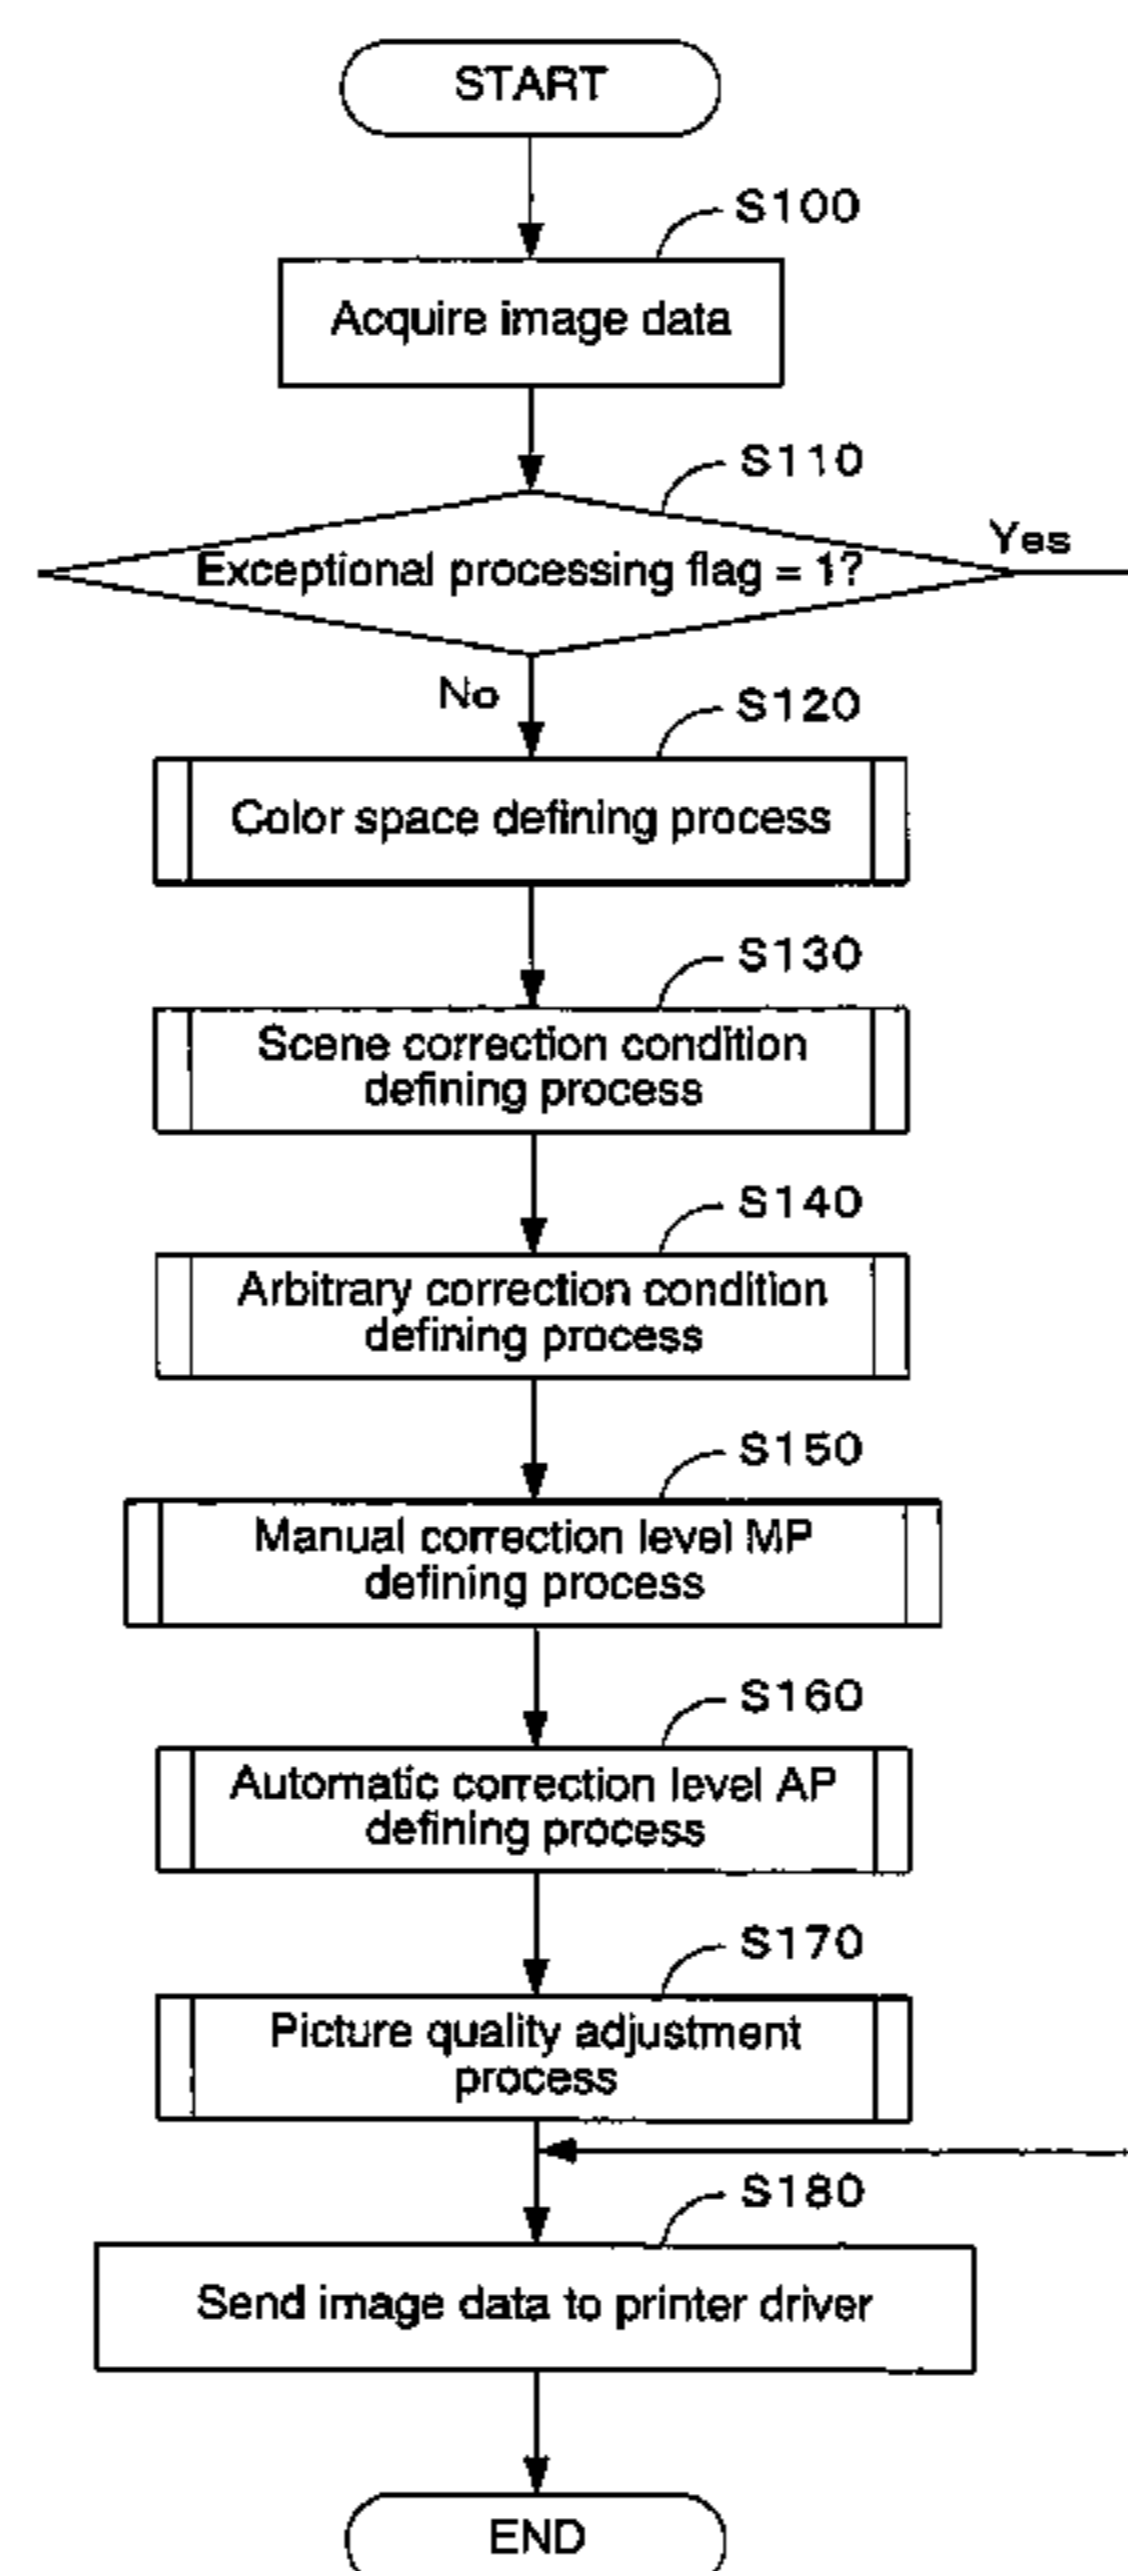 START
S100
Acquire image data
S110
Exceptional processing flag = 1?
Yes
No
S120
Color space defining process
S130
Scene correction condition
defining process
S140
Arbitrary correction condition
defining process
S150
Manual correction level MP
defining process
S160
Automatic correction level AP
defining process
S170
Picture quality adjustment
process
S180
Send image data to printer driver
END